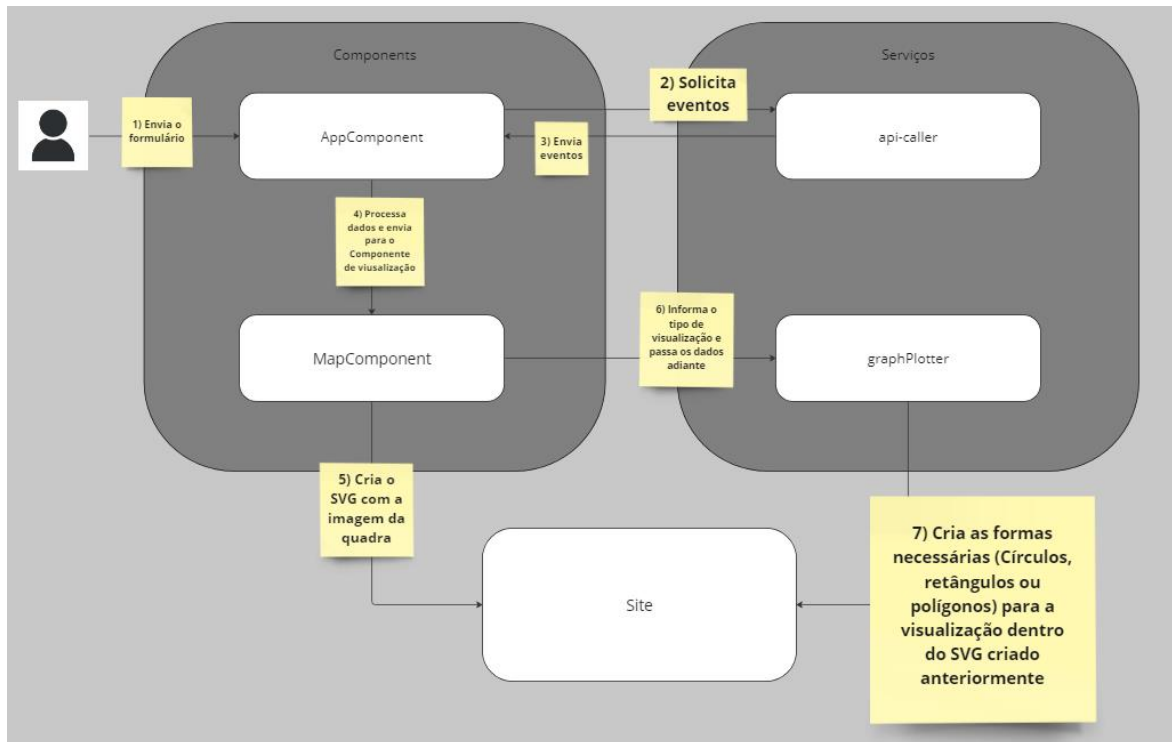 Components
Serviços
1) Envia o
formulário
AppComponent
2) Solicita
eventos
3) Envia
eventos
api-caller
4) Processa
dados e envia
para o
Componente
de viusalização
MapComponent
6) Informa o
tipo de
visualização e
passa os dados
adiante
graphPlotter
5) Cria o
SVG com a
imagem da
quadra
Site
7) Cria as formas
necessárias (Círculos,
retângulos ou
polígonos) para a
visualização dentro
do SVG criado
anteriormente